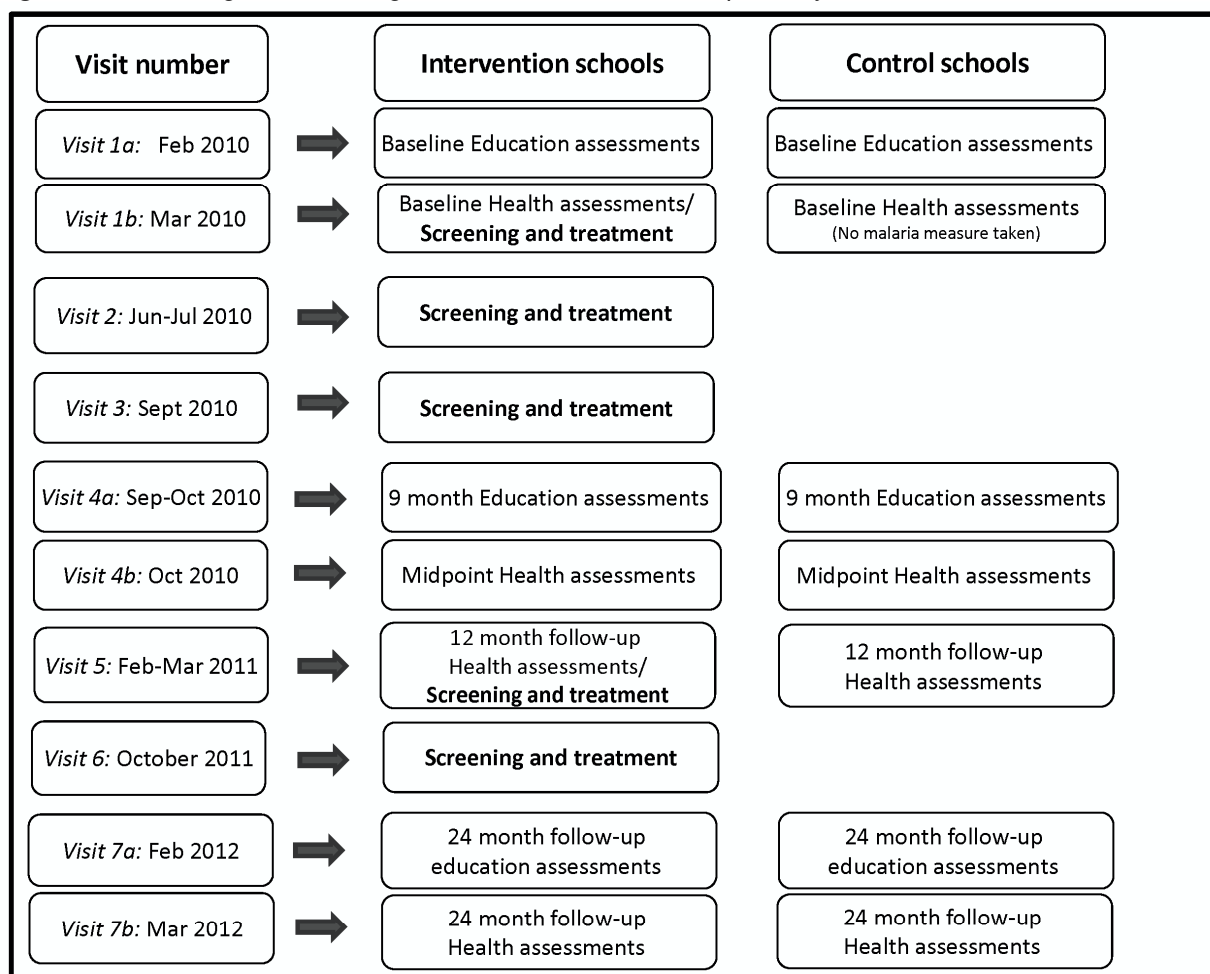 Visit number
Intervention schools
Control schools
Visit 1a: Feb 2010
Baseline Education assessments
Baseline Education assessments
Visit 1b: Mar 2010
Baseline Health assessments/
Screening and treatment
Baseline Health assessments
(No malaria measure taken)
Visit 2: Jun-Jul 2010
Screening and treatment
Visit 3: Sept 2010
Screening and treatment
Visit 4a: Sep-Oct 2010
9 month Education assessments
9 month Education assessments
Visit 4b: Oct 2010
Midpoint Health assessments
Midpoint Health assessments
Visit 5: Feb-Mar 2011
12 month follow-up
Health assessments/
Screening and treatment
12 month follow-up
Health assessments
Visit 6: October 2011
Screening and treatment
Visit 7a: Feb 2012
24 month follow-up
education assessments
24 month follow-up
education assessments
Visit 7b: Mar 2012
24 month follow-up
Health assessments
24 month follow-up
Health assessments